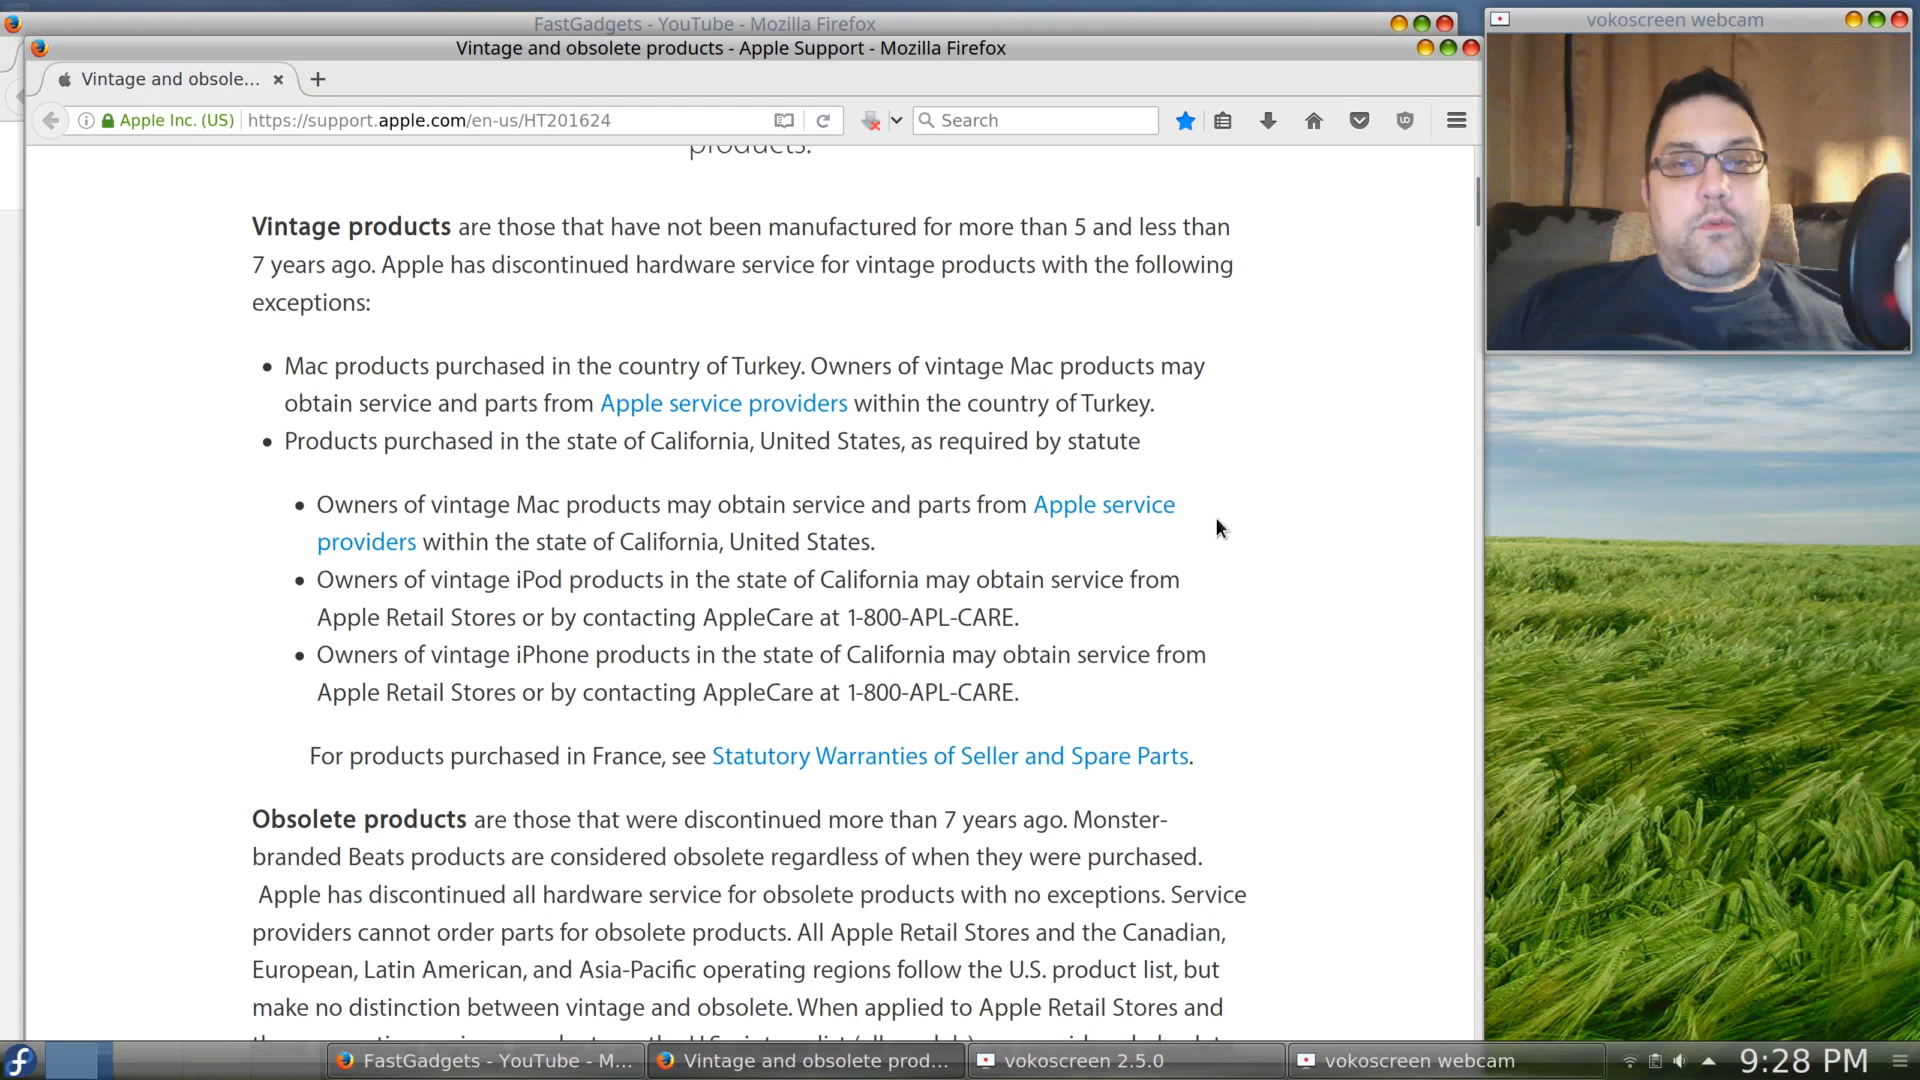 FastGadgets - YouTube - Mozilla Firefox
vokoscreen webcam
Vintage and obsolete products - Apple Support - Mozilla Firefox
Vintage and obsole...
Apple Inc. (US)
https://support.apple.com/en-us/HT201624
Search
products.
Vintage products are those that have not been manufactured for more than 5 and less than
7 years ago. Apple has discontinued hardware service for vintage products with the following
exceptions:
• Mac products purchased in the country of Turkey. Owners of vintage Mac products may
obtain service and parts from Apple service providers within the country of Turkey.
• Products purchased in the state of California, United States, as required by statute
• Owners of vintage Mac products may obtain service and parts from Apple service
providers within the state of California, United States.
• Owners of vintage iPod products in the state of California may obtain service from
Apple Retail Stores or by contacting AppleCare at 1-800-APL-CARE.
• Owners of vintage iPhone products in the state of California may obtain service from
Apple Retail Stores or by contacting AppleCare at 1-800-APL-CARE.
For products purchased in France, see Statutory Warranties of Seller and Spare Parts.
Obsolete products are those that were discontinued more than 7 years ago. Monster-
branded Beats products are considered obsolete regardless of when they were purchased.
Apple has discontinued all hardware service for obsolete products with no exceptions. Service
providers cannot order parts for obsolete products. All Apple Retail Stores and the Canadian,
European, Latin American, and Asia-Pacific operating regions follow the U.S. product list, but
make no distinction between vintage and obsolete. When applied to Apple Retail Stores and
FastGadgets - YouTube - M...
Vintage and obsolete prod...
vokoscreen 2.5.0
vokoscreen webcam
9:28 PM